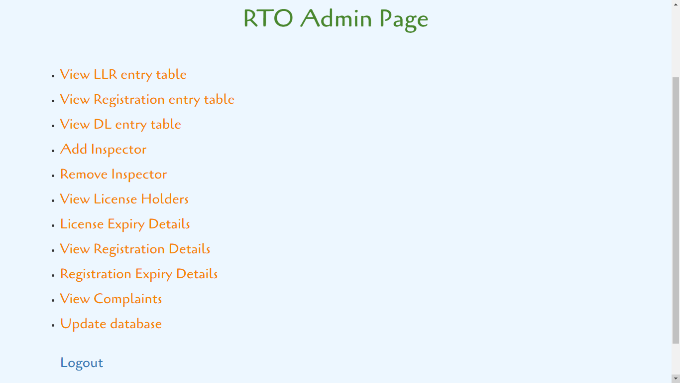 RTO Admin Page
View LLR entry table
View Registration entry table
View DL entry table
Add Inspector
Remove Inspector
View License Holders
License Expiry Details
View Registration Details
Registration Expiry Details
View Complaints
Update database
Logout